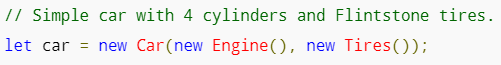 // Simple car with 4 cylinders and Flintstone tires.
let car = new Car(new Engine(), new Tires());